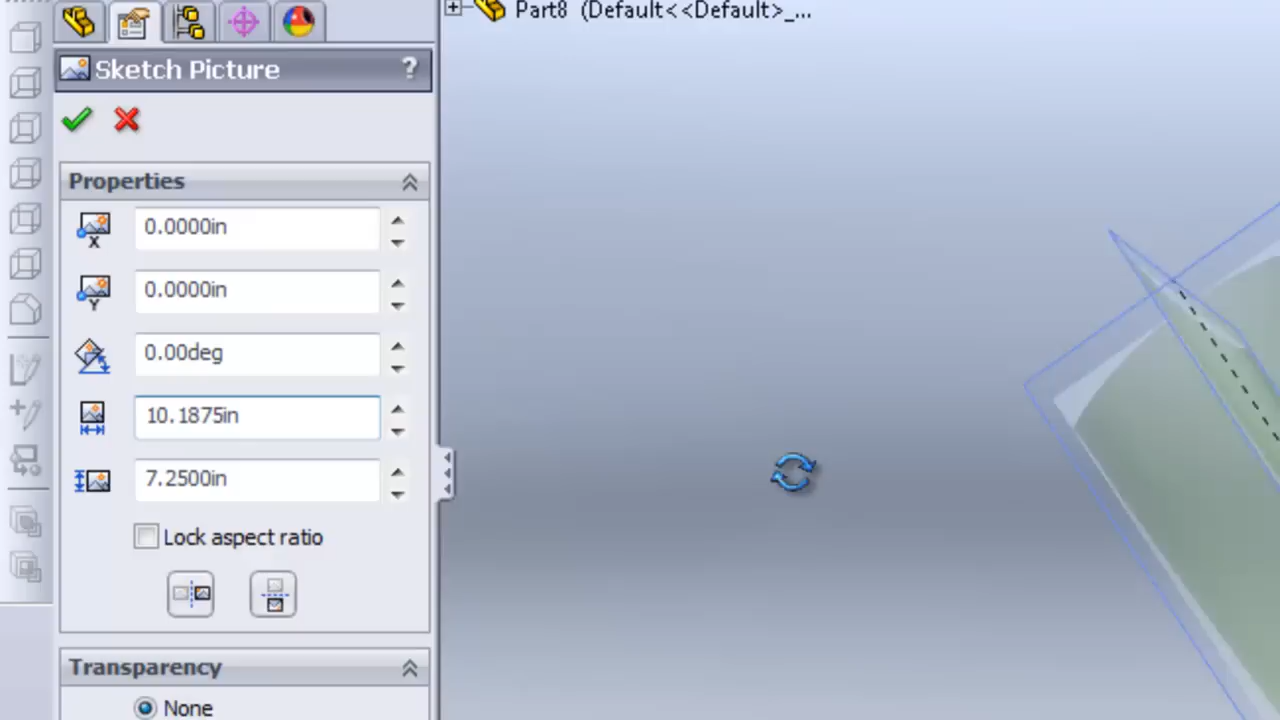 Part8 (Default<<Default>_...
Sketch Picture ?
Properties
X 0.0000in
Y 0.0000in
0.00deg
10.1875in
7.2500in
Lock aspect ratio
Transparency
None